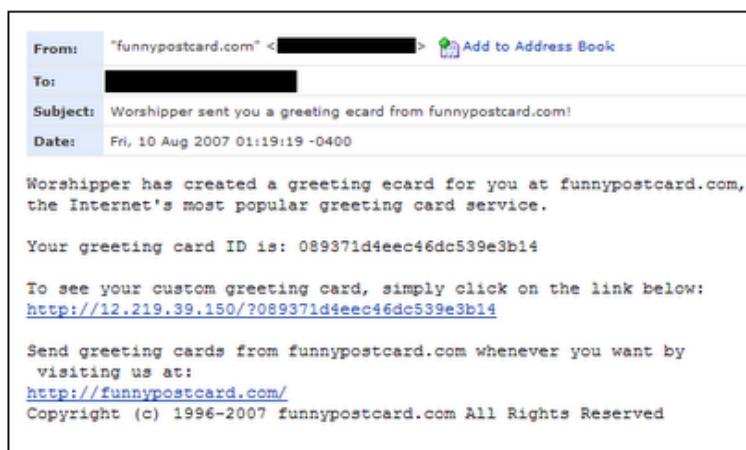 From: "funnypostcard.com" < > Add to Address Book
To:
Subject: Worshipper sent you a greeting ecard from funnypostcard.com!
Date: Fri, 10 Aug 2007 01:19:19 -0400
Worshipper has created a greeting ecard for you at funnypostcard.com,
the Internet's most popular greeting card service.
Your greeting card ID is: 089371d4eec46dc539e3b14
To see your custom greeting card, simply click on the link below:
http://12.219.39.150/?089371d4eec46dc539e3b14
Send greeting cards from funnypostcard.com whenever you want by
visiting us at:
http://funnypostcard.com/
Copyright (c) 1996-2007 funnypostcard.com All Rights Reserved